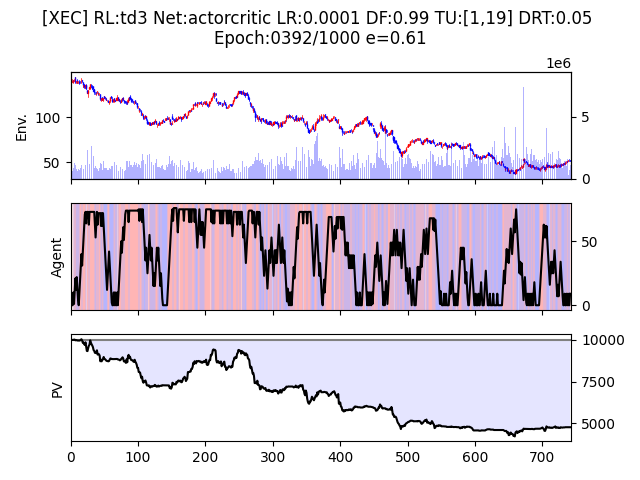 [XEC] RL:td3 Net:actorcritic LR:0.0001 DF:0.99 TU:[1,19] DRT:0.05
Epoch:0392/1000 e=0.61
1e6
Env.
100
50
5
0
Agent
50
0
PV
10000
7500
5000
0 100 200 300 400 500 600 700